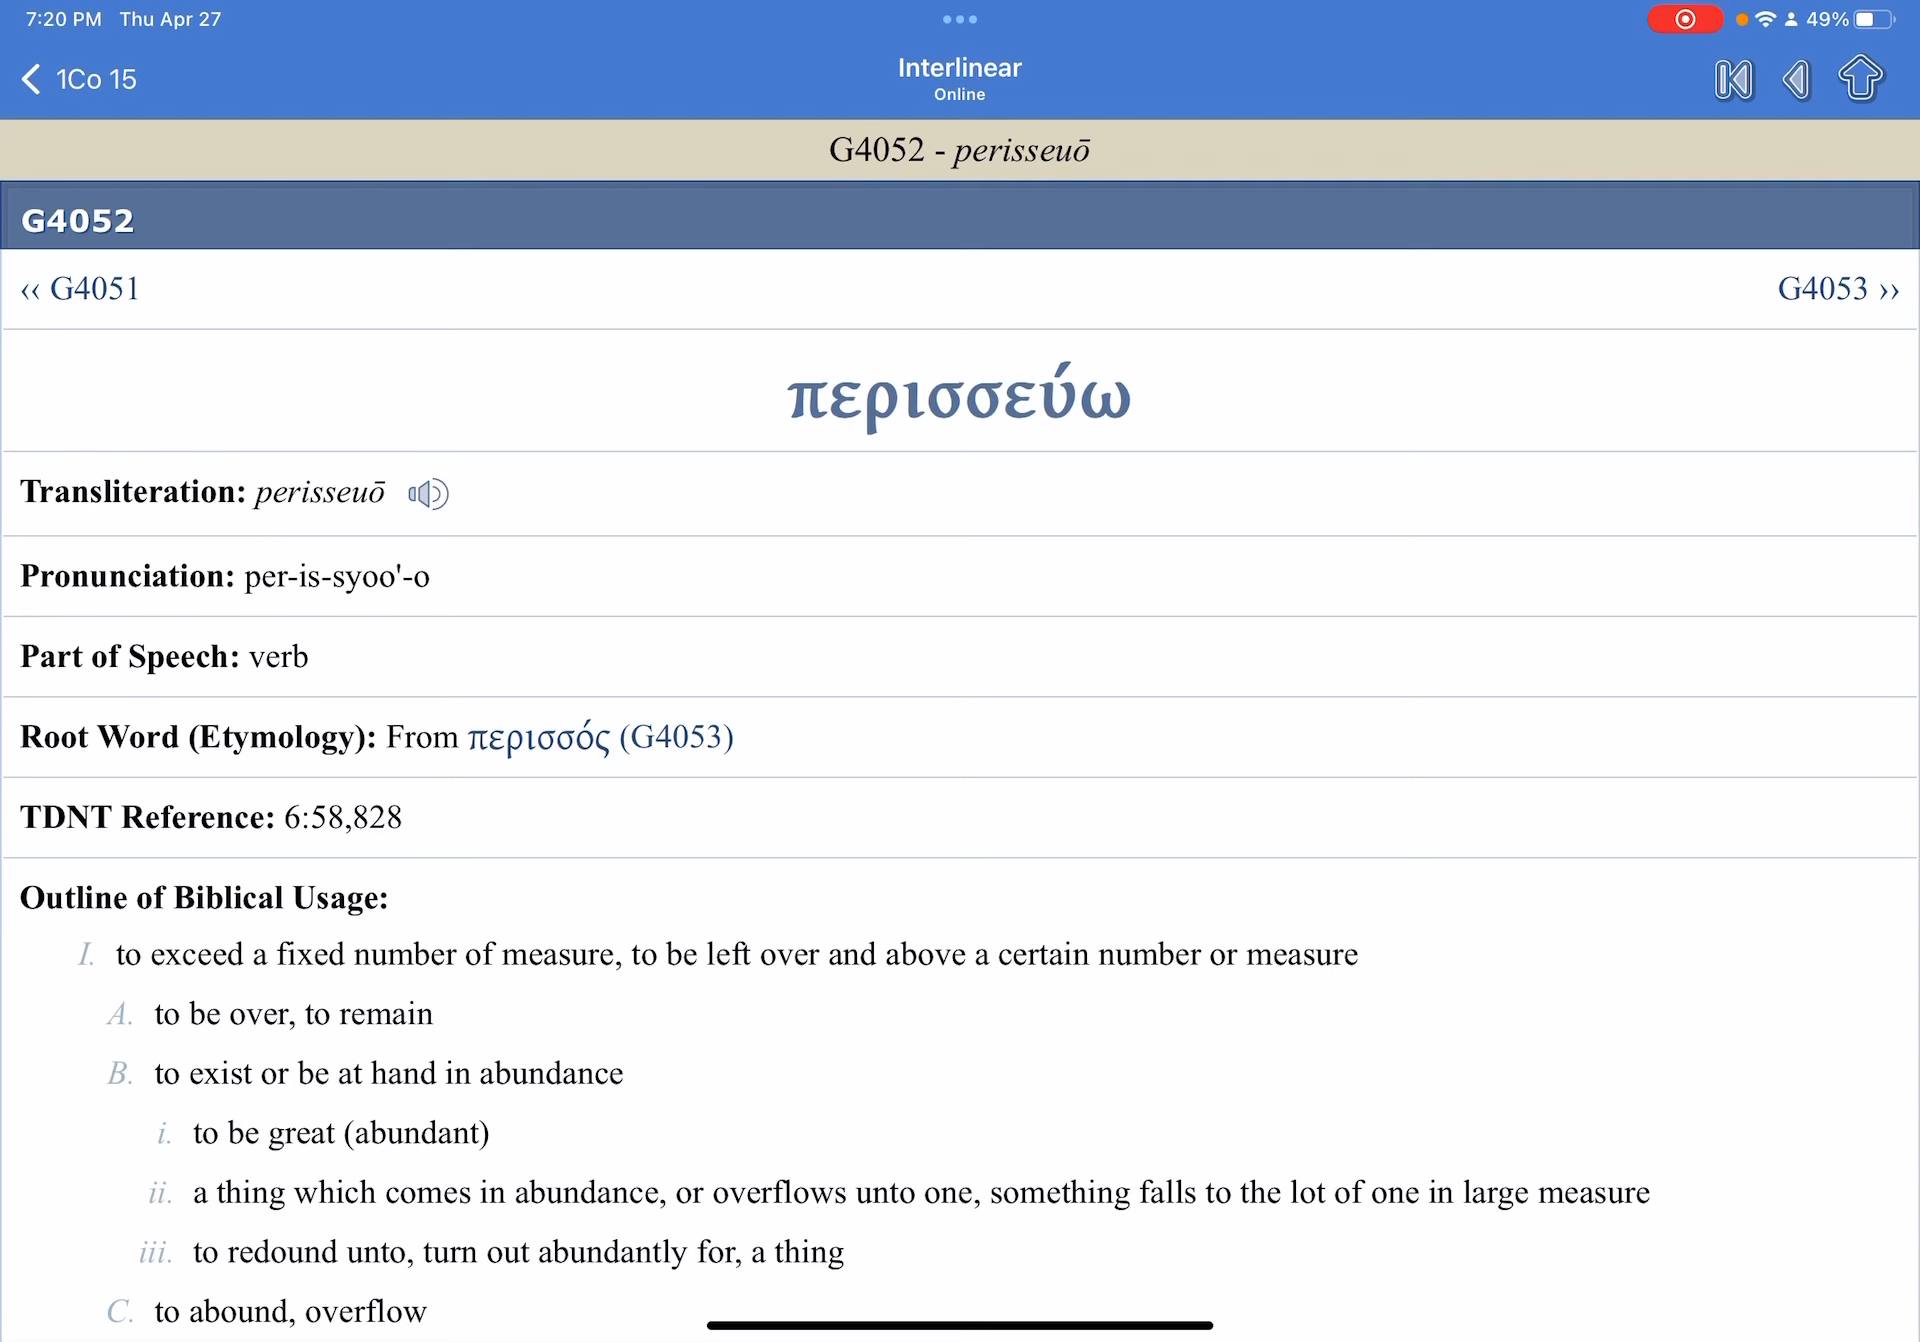 7:20 PM Thu Apr 27
49%
1Co 15
Interlinear
Online
G4052 - perisseuō
G4052
‹‹ G4051
G4053 ››
περισσεύω
Transliteration: perisseuō
Pronunciation: per-is-syoo'-o
Part of Speech: verb
Root Word (Etymology): From περισσός (G4053)
TDNT Reference: 6:58,828
Outline of Biblical Usage:
I. to exceed a fixed number of measure, to be left over and above a certain number or measure
A. to be over, to remain
B. to exist or be at hand in abundance
i. to be great (abundant)
ii. a thing which comes in abundance, or overflows unto one, something falls to the lot of one in large measure
iii. to redound unto, turn out abundantly for, a thing
C. to abound, overflow